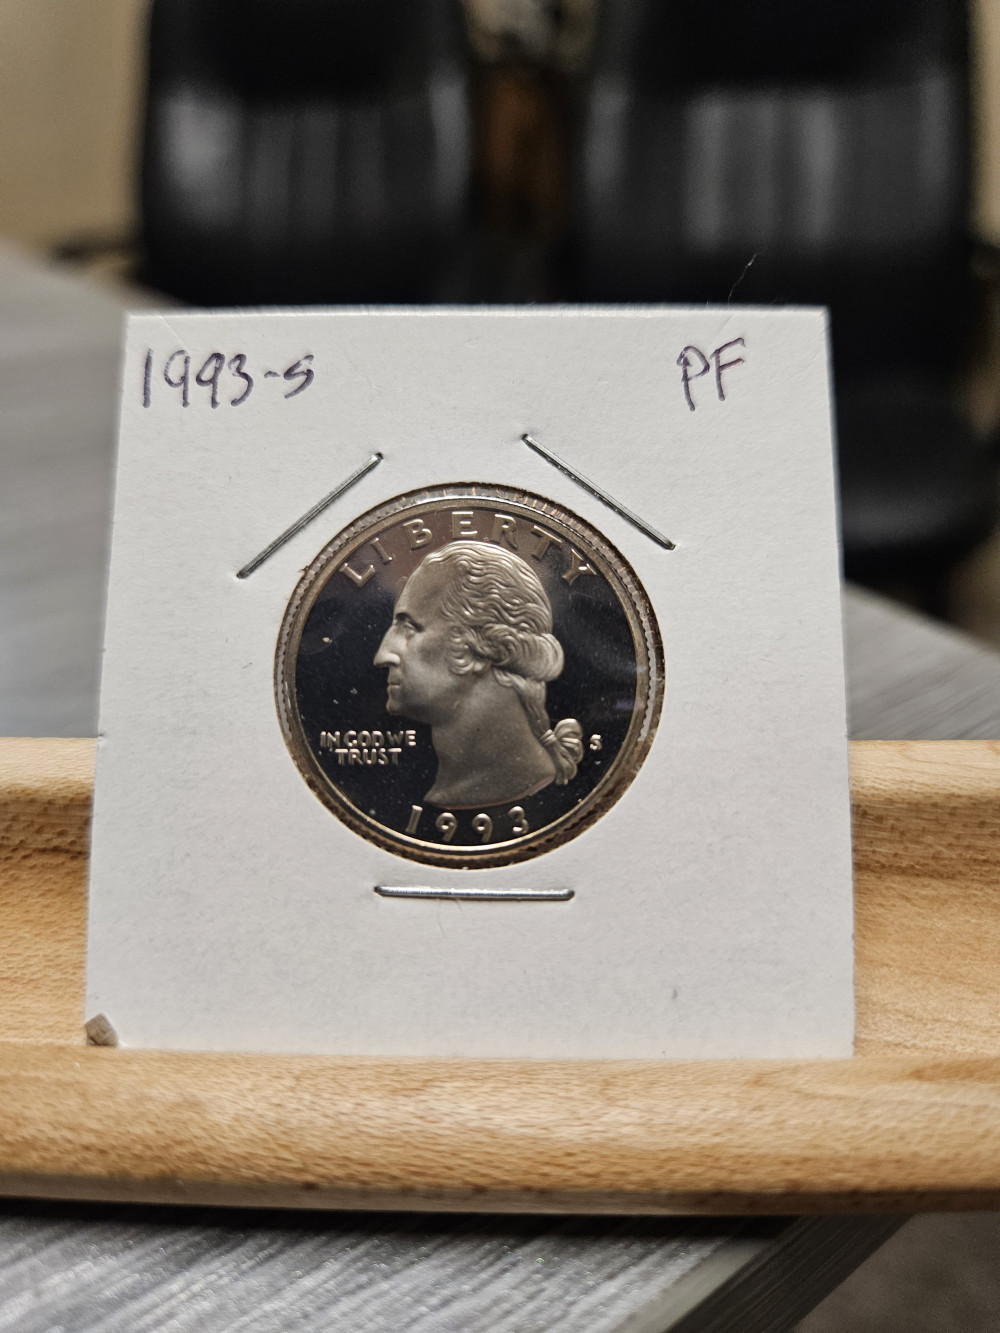 1993-S PF
LIBERTY
IN GOD WE
TRUST
S
1993